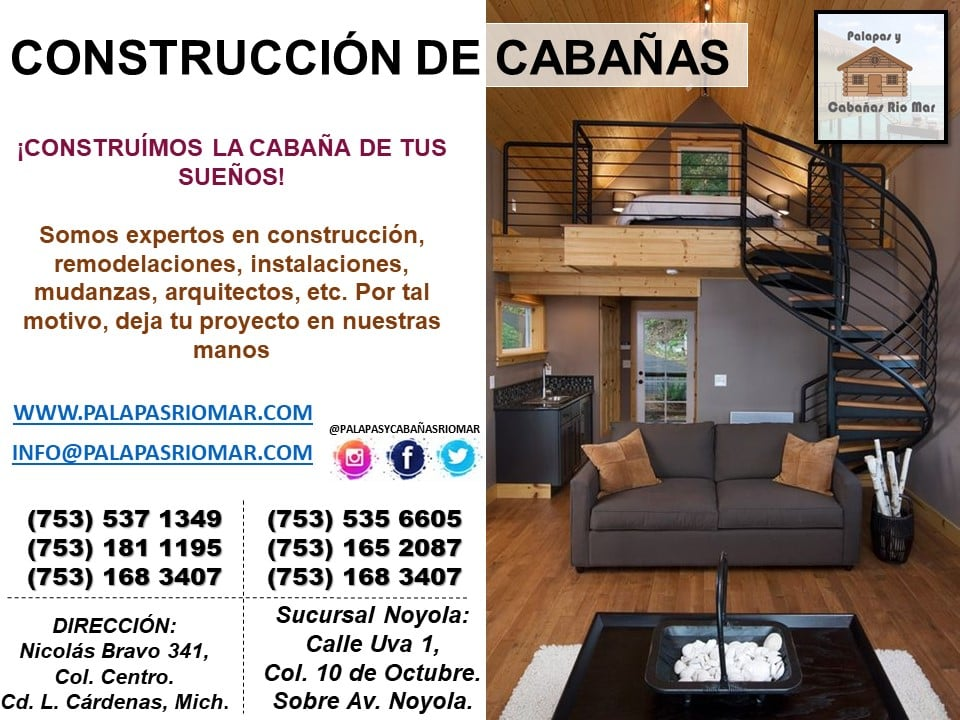 CONSTRUCCIÓN DE CABAÑAS
Palapas y
Cabañas Rio Mar
¡CONSTRUÍMOS LA CABAÑA DE TUS
SUEÑOS!
Somos expertos en construcción,
remodelaciones, instalaciones,
mudanzas, arquitectos, etc. Por tal
motivo, deja tu proyecto en nuestras
manos
WWW.PALAPASRIOMAR.COM
INFO@PALAPASRIOMAR.COM
@PALAPASYCABAÑASRIOMAR
(753) 537 1349
(753) 181 1195
(753) 168 3407
(753) 535 6605
(753) 165 2087
(753) 168 3407
DIRECCIÓN:
Nicolás Bravo 341,
Col. Centro.
Cd. L. Cárdenas, Mich.
Sucursal Noyola:
Calle Uva 1,
Col. 10 de Octubre.
Sobre Av. Noyola.